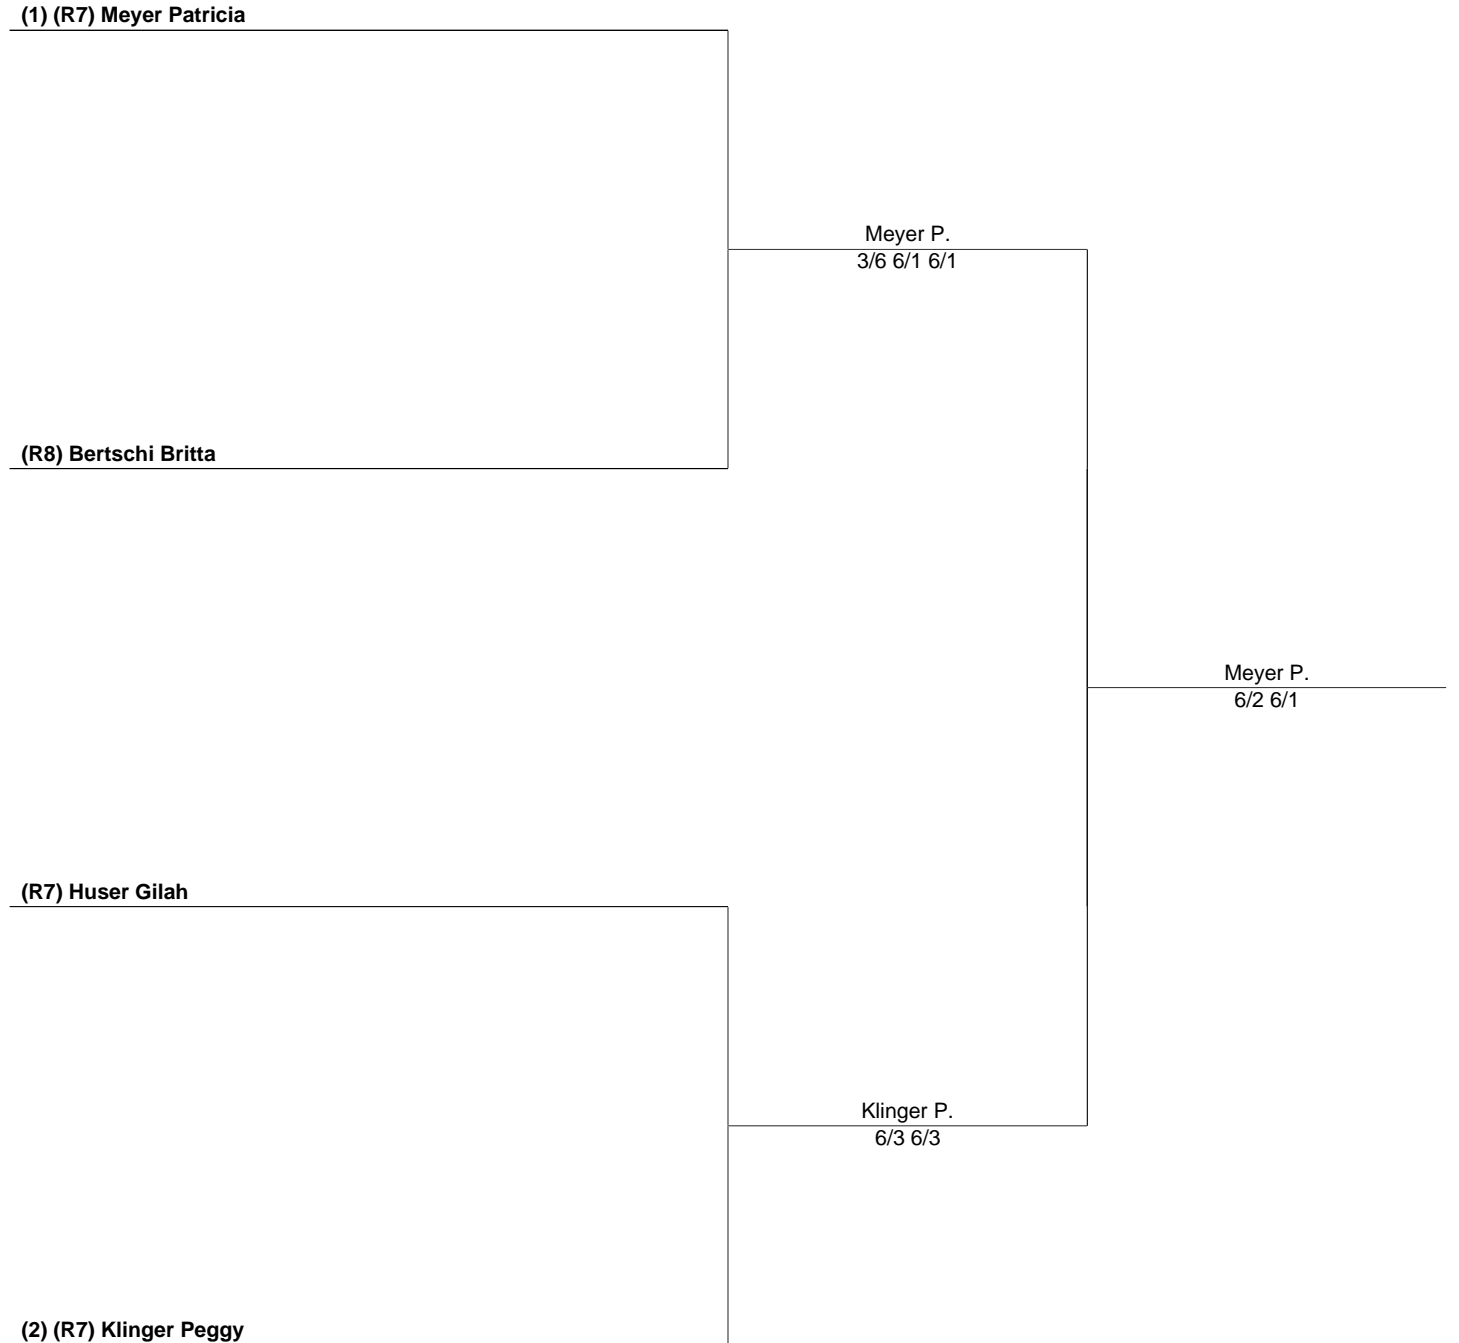 (1) (R7) Meyer Patricia
Meyer P.
3/6 6/1 6/1
(R8) Bertschi Britta
Meyer P.
6/2 6/1
(R7) Huser Gilah
Klinger P.
6/3 6/3
(2) (R7) Klinger Peggy